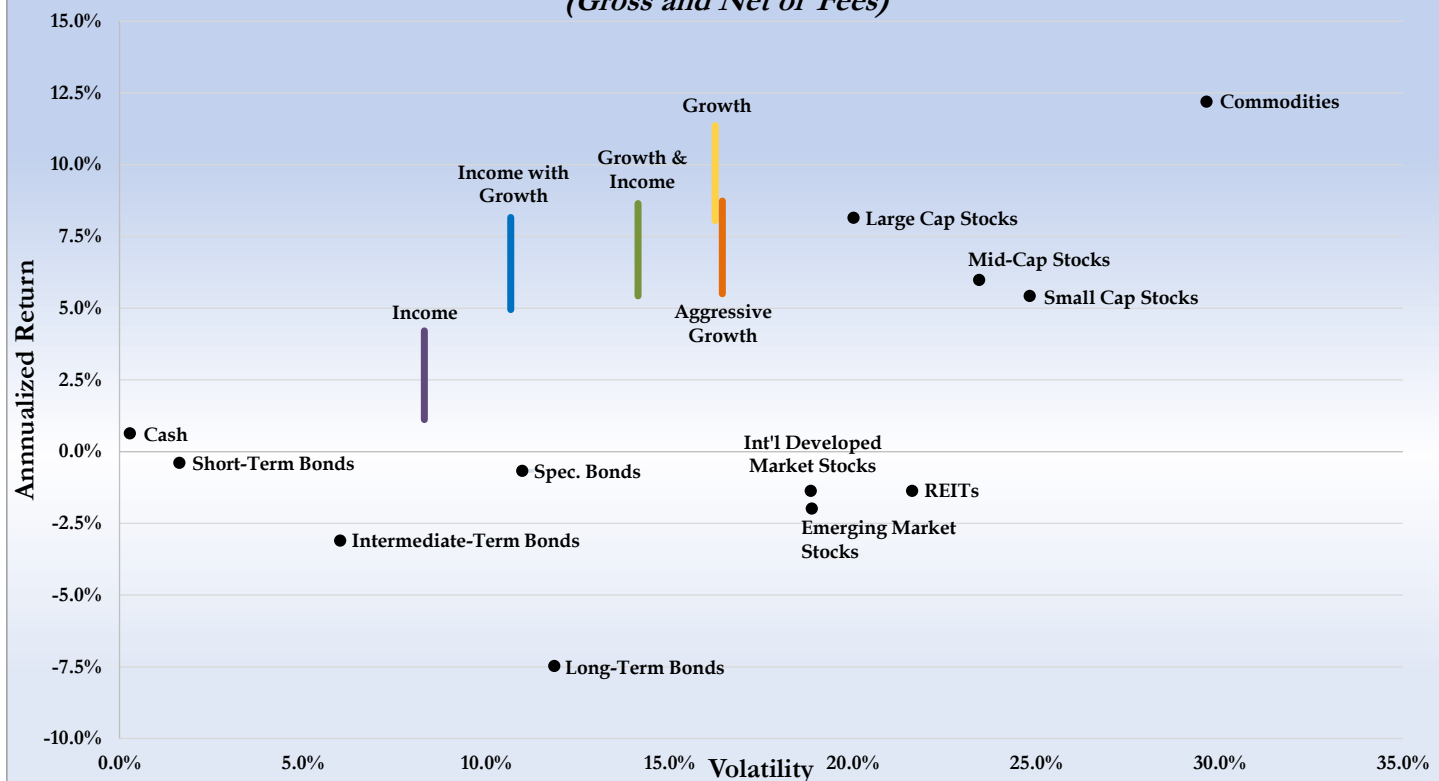 (Gross and Net of Fees)
15.0%
12.5%
10.0%
7.5%
5.0%
2.5%
0.0%
-2.5%
-5.0%
-7.5%
-10.0%
Annualized Return
Growth
Commodities
Growth &
Income
Income with
Growth
Large Cap Stocks
Mid-Cap Stocks
Small Cap Stocks
Aggressive
Growth
Income
Cash
Short-Term Bonds
Spec. Bonds
Int'l Developed
Market Stocks
REITs
Emerging Market
Stocks
Intermediate-Term Bonds
Long-Term Bonds
0.0%
5.0%
10.0%
15.0%
20.0%
25.0%
30.0%
35.0%
Volatility